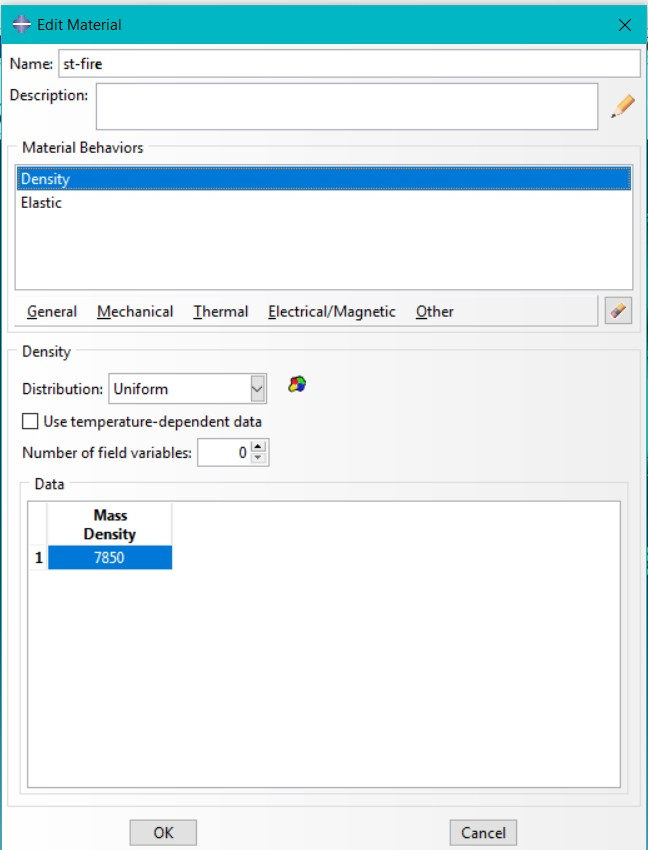 Edit Material
Name: st-fire
Description:
Material Behaviors
Density
Elastic
General Mechanical Thermal Electrical/Magnetic Other
Density
Distribution: Uniform
Use temperature-dependent data
Number of field variables: 0
Data
Mass
Density
1 7850
OK Cancel